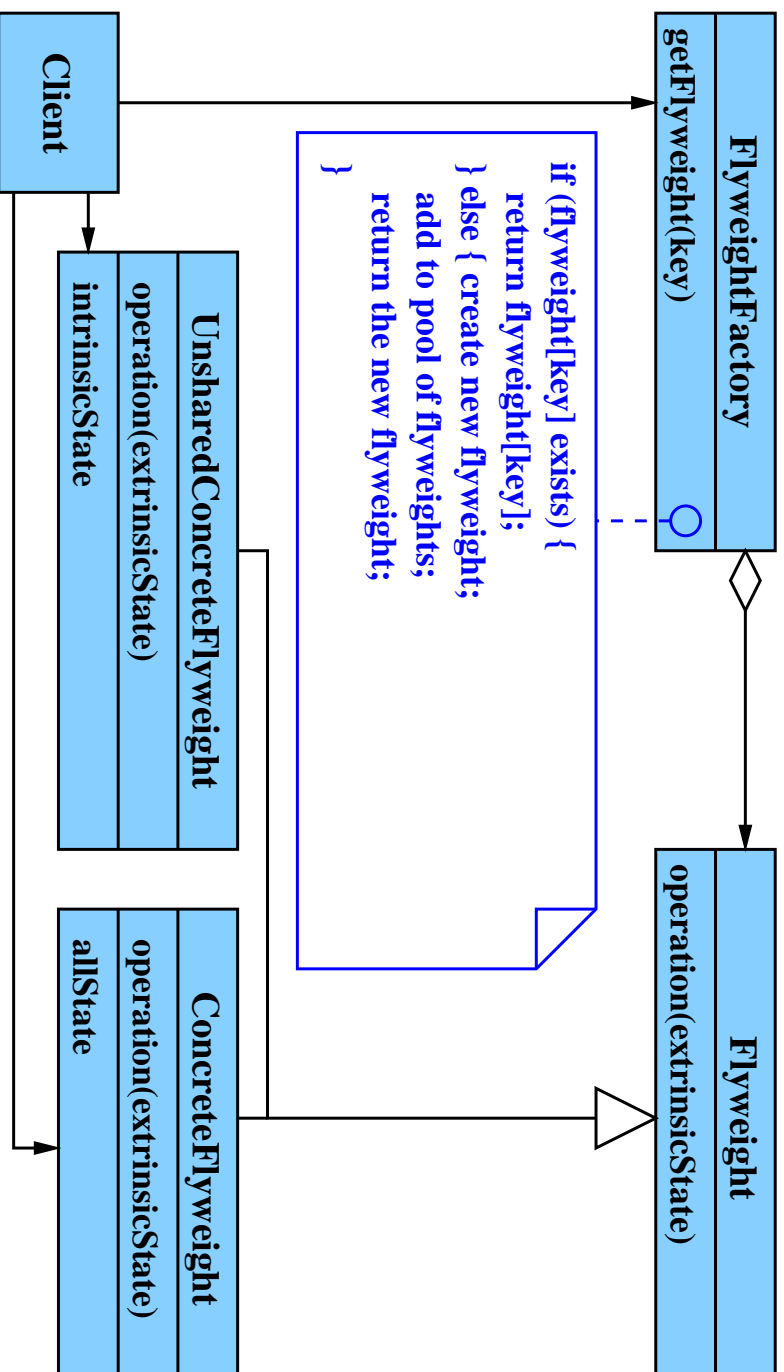 FlyweightFactory
getFlyweight(key)
Flyweight
operation(extrinsicState)
if (flyweight[key] exists) {
return flyweight[key];
} else { create new flyweight;
add to pool of flyweights;
return the new flyweight;
}
UnsharedConcreteFlyweight
operation(extrinsicState)
intrinsicState
ConcreteFlyweight
operation(extrinsicState)
allState
Client